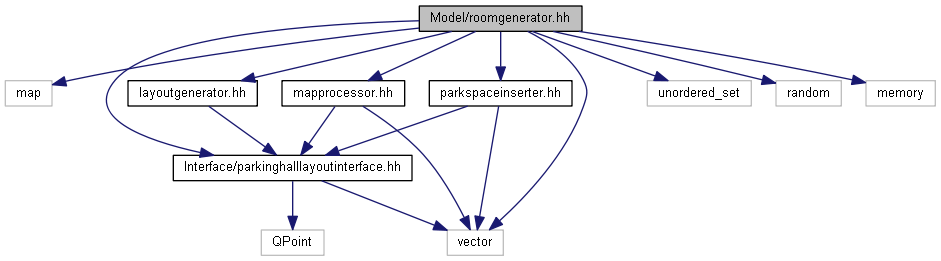 Model/roomgenerator.hh
map
layoutgenerator.hh
mapprocessor.hh
parkspaceinserter.hh
unordered_set
random
memory
Interface/parkinghalllayoutinterface.hh
QPoint
vector